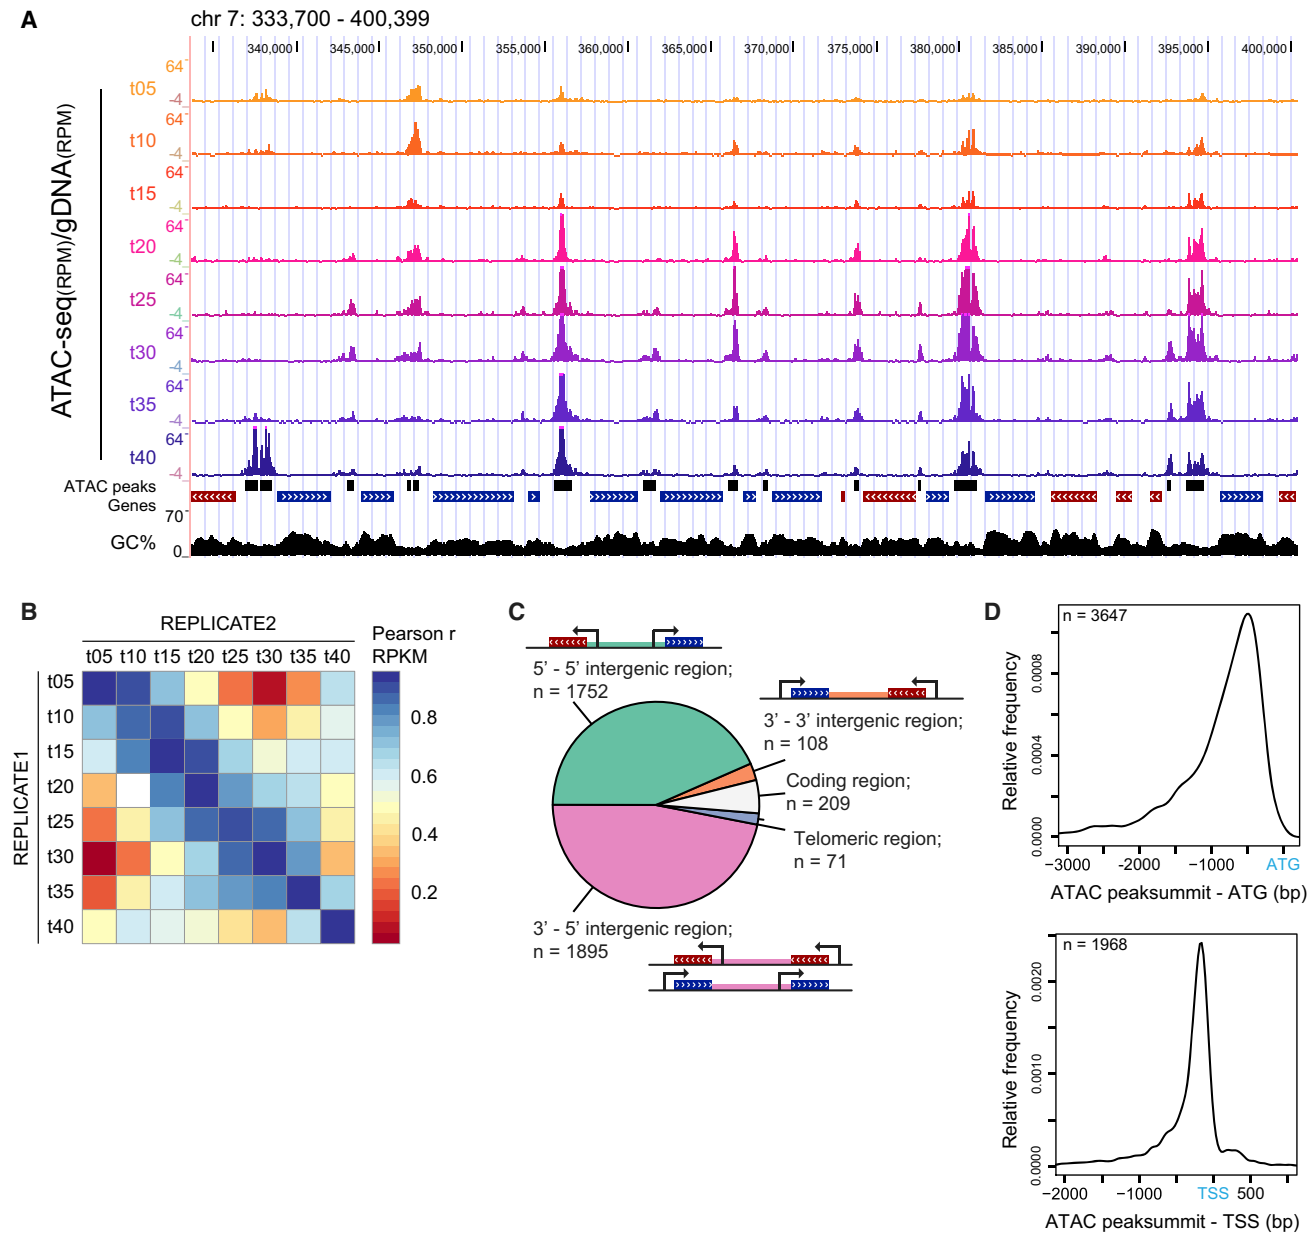 A
chr 7: 333,700 - 400,399
340,000
345,000
350,000
355,000
360,000
365,000
370,000
375,000
380,000
385,000
390,000
395,000
400,000
ATAC-seq(RPM)/gDNA(RPM)
64
t05
-4
64
t10
-4
64
t15
-4
64
t20
-4
64
t25
-4
64
t30
-4
64
t35
-4
64
t40
-4
ATAC peaks
Genes
70
GC%
0
B
REPLICATE2
t05 t10 t15 t20 t25 t30 t35 t40
REPLICATE1
t05
t10
t15
t20
t25
t30
t35
t40
Pearson r
RPKM
0.8
0.6
0.4
0.2
C
5' - 5' intergenic region;
n = 1752
3' - 3' intergenic region;
n = 108
Coding region;
n = 209
Telomeric region;
n = 71
3' - 5' intergenic region;
n = 1895
D
n = 3647
Relative frequency
0.0008
0.0004
0.0000
−3000 -2000 −1000 ATG
ATAC peaksummit - ATG (bp)
n = 1968
Relative frequency
0.0020
0.0010
0.0000
−2000 −1000 TSS 500
ATAC peaksummit - TSS (bp)